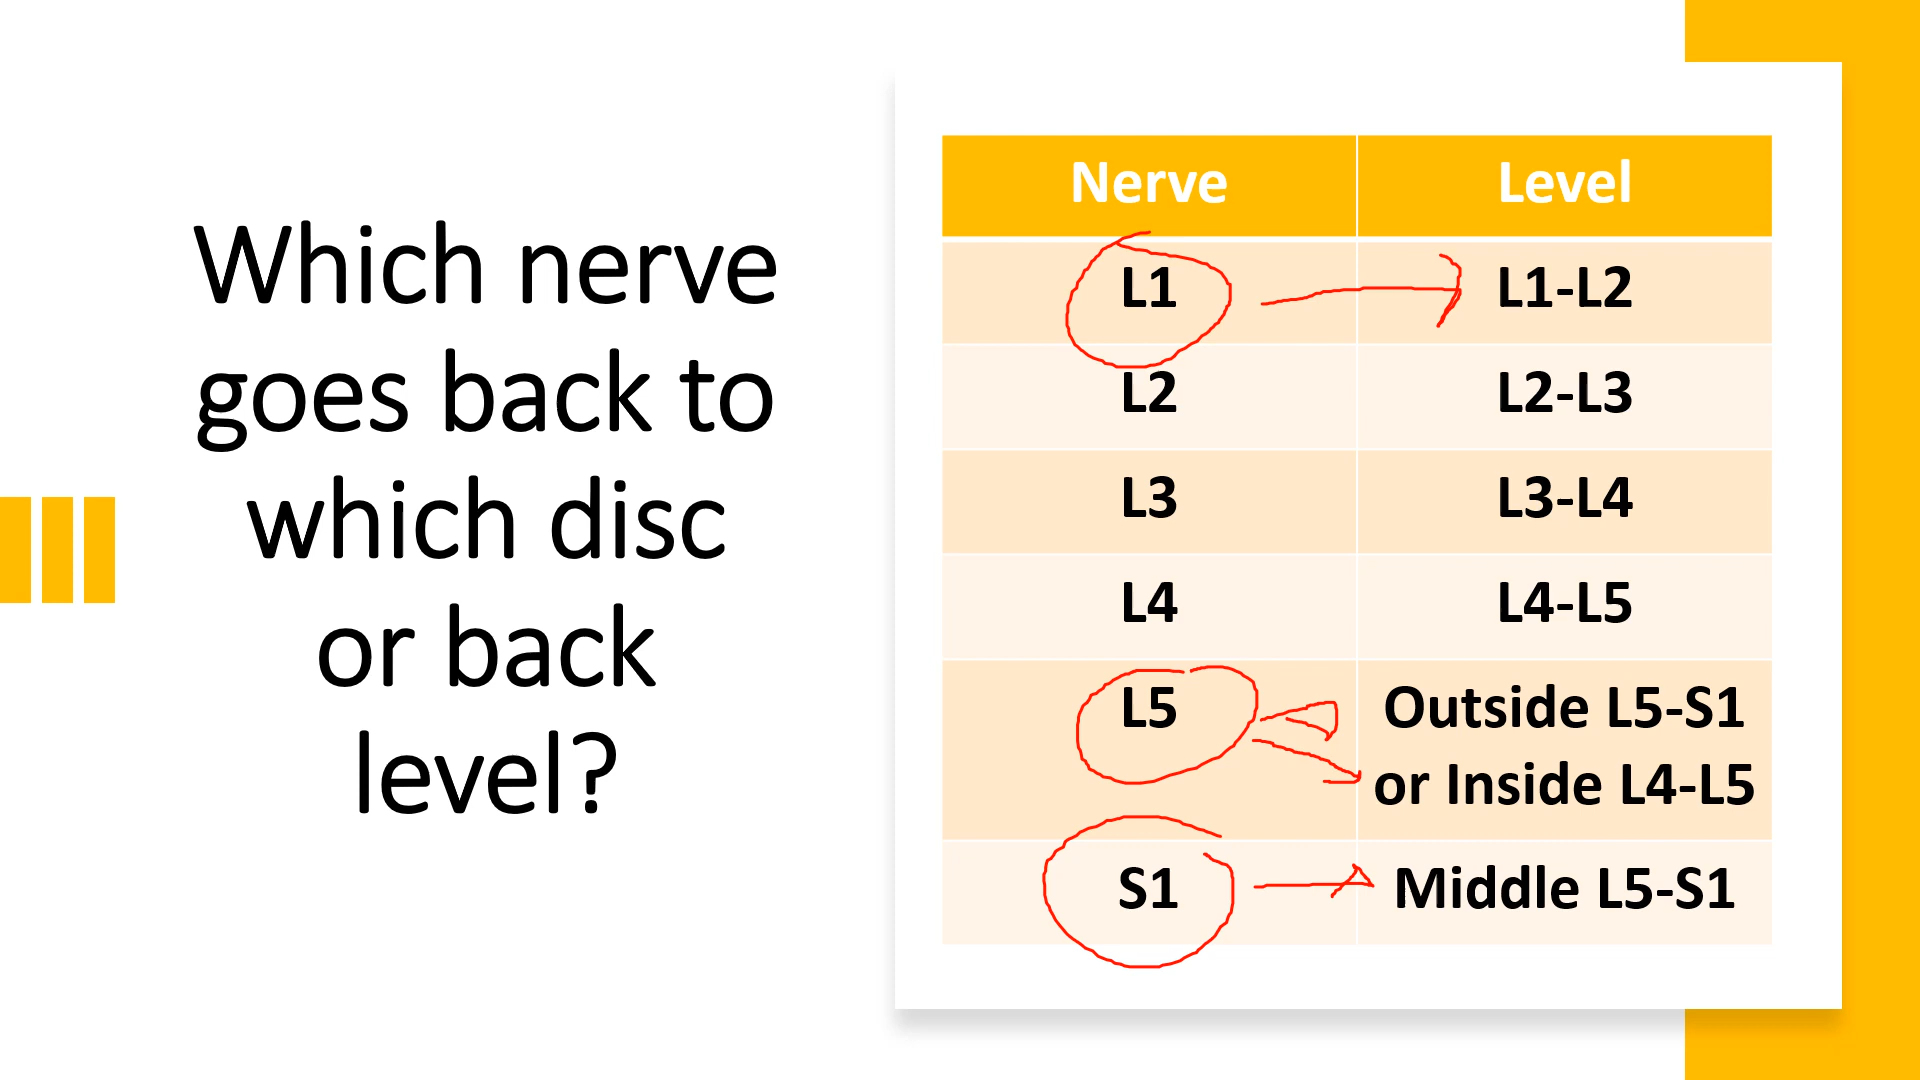 Which nerve
goes back to
which disc
or back
level?
Nerve Level
L1 L1-L2
L2 L2-L3
L3 L3-L4
L4 L4-L5
L5 Outside L5-S1
or Inside L4-L5
S1 Middle L5-S1